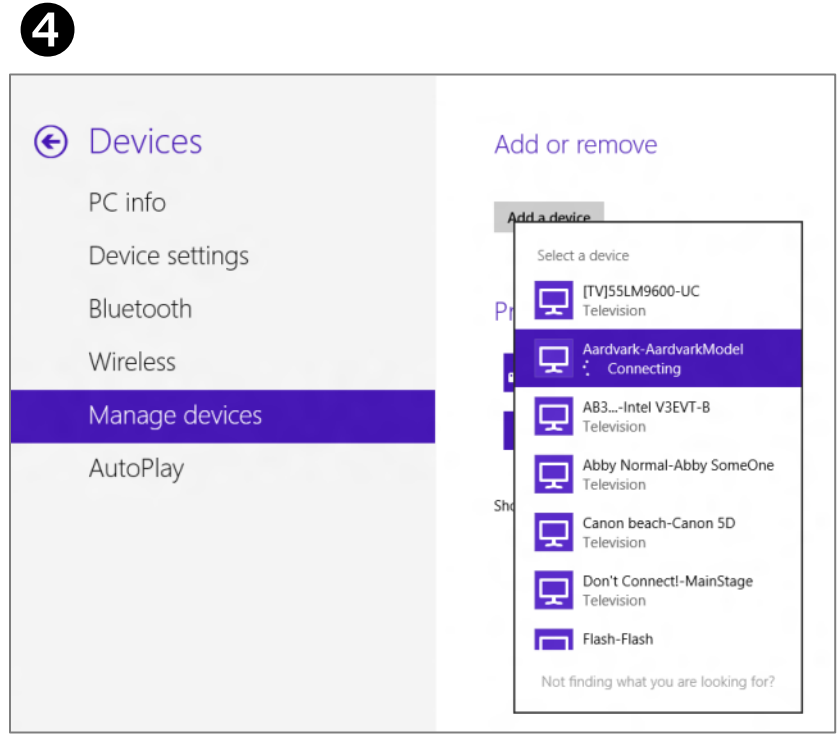 4
Devices
PC info
Device settings
Bluetooth
Wireless
Manage devices
AutoPlay
Add or remove
Add a device
Pr
Sho
Select a device
[TV]55LM9600-UC
Television
Aardvark-AardvarkModel
Connecting
AB3...-Intel V3EVT-B
Television
Abby Normal-Abby SomeOne
Television
Canon beach-Canon 5D
Television
Don't Connect!-MainStage
Television
Flash-Flash
Not finding what you are looking for?